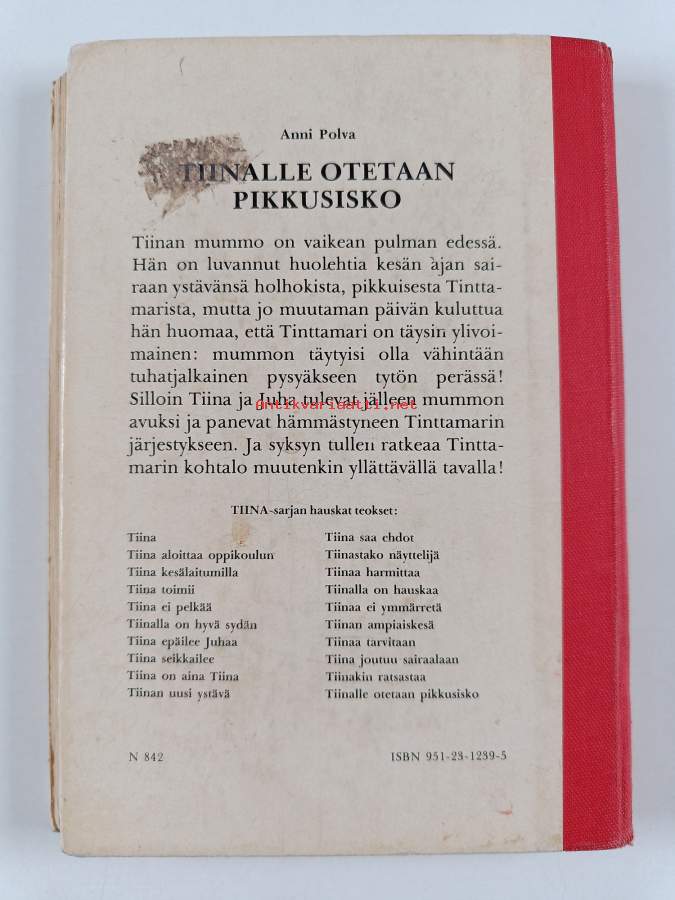 Anni Polva
TIINALLE OTETAAN
PIKKUSISKO
Tiinan mummo on vaikean pulman edessä.
Hän on luvannut huolehtia kesän ajan sai-
raan ystävänsä holhokista, pikkuisesta Tintta-
marista, mutta jo muutaman päivän kuluttua
hän huomaa, että Tinttamari on täysin ylivoi-
mainen: mummon täytyisi olla vähintään
tuhatjalkainen pysyäkseen tytön perässä!
Silloin Tiina ja Juha tulevat jälleen mummon
antikvariaatti.net
avuksi ja panevat hämmästyneen Tinttamarin
järjestykseen. Ja syksyn tullen ratkeaa Tintta-
marin kohtalo muutenkin yllättävällä tavalla!
TIINA-sarjan hauskat teokset:
Tiina
Tiina aloittaa oppikoulun
Tiina kesälaitumilla
Tiina toimii
Tiina ei pelkää
Tiinalla on hyvä sydän
Tiina epäilee Juhaa
Tiina seikkailee
Tiina on aina Tiina
Tiinan uusi ystävä
Tiina saa ehdot
Tiinastako näyttelijä
Tiinaa harmittaa
Tiinalla on hauskaa
Tiinaa ei ymmärretä
Tiinan ampiaiskesä
Tiinaa tarvitaan
Tiina joutuu sairaalaan
Tiinakin ratsastaa
Tiinalle otetaan pikkusisko
N 842
ISBN 951-23-1239-5